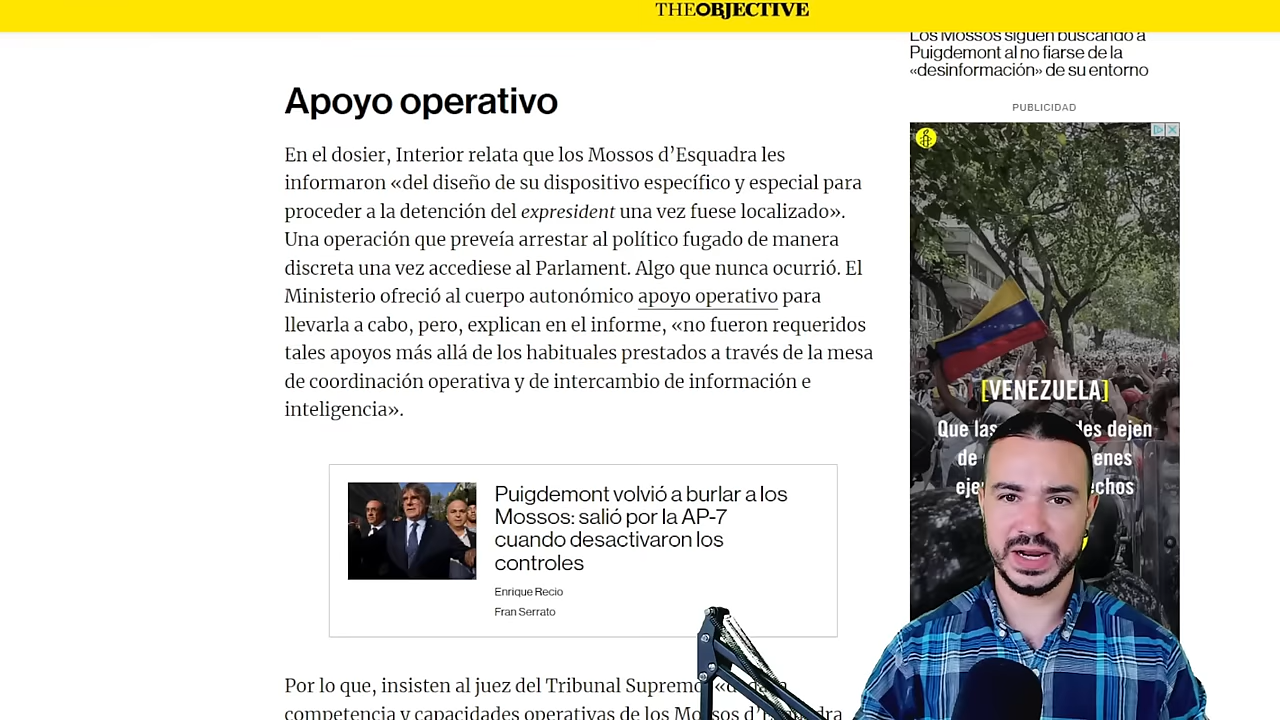 THEOBJECTIVE
Los Mossos siguen buscando a
Puigdemont al no fiarse de la
«desinformación» de su entorno
PUBLICIDAD
Apoyo operativo
En el dosier, Interior relata que los Mossos d’Esquadra les
informaron «del diseño de su dispositivo específico y especial para
proceder a la detención del expresident una vez fuese localizado».
Una operación que preveía arrestar al político fugado de manera
discreta una vez accediese al Parlament. Algo que nunca ocurrió. El
Ministerio ofreció al cuerpo autonómico apoyo operativo para
llevarla a cabo, pero, explican en el informe, «no fueron requeridos
tales apoyos más allá de los habituales prestados a través de la mesa
de coordinación operativa y de intercambio de información e
inteligencia».
[VENEZUELA]
Que las des dejen
de enes
eje echos
Puigdemont volvió a burlar a los
Mossos: salió por la AP-7
cuando desactivaron los
controles
Enrique Recio
Fran Serrato
Por lo que, insisten al juez del Tribunal Supremo
competencia y capacidades operativas de los Mossos